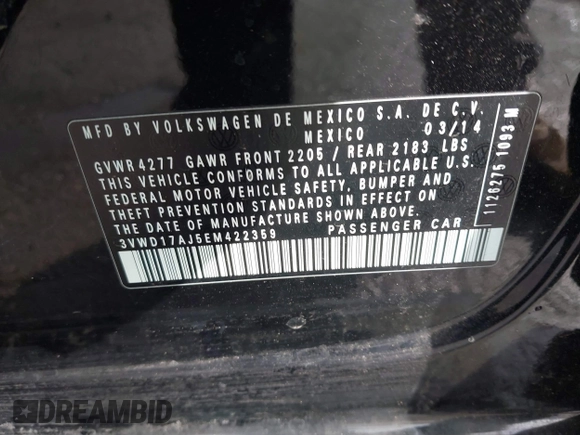 MFD BY VOLKSWAGEN DE MEXICO S.A. DE C.V.
MEXICO 03/14
GVWR 4277 GAWR FRONT 2205 / REAR 2183 LBS
THIS VEHICLE CONFORMS TO ALL APPLICABLE U.S.
FEDERAL MOTOR VEHICLE SAFETY, BUMPER AND
THEFT PREVENTION STANDARDS IN EFFECT ON
THE DATE OF MANUFACTURE SHOWN ABOVE.
3VWD17AJ5EM422359 PASSENGER CAR
1126275 1093 M
DREAMBID